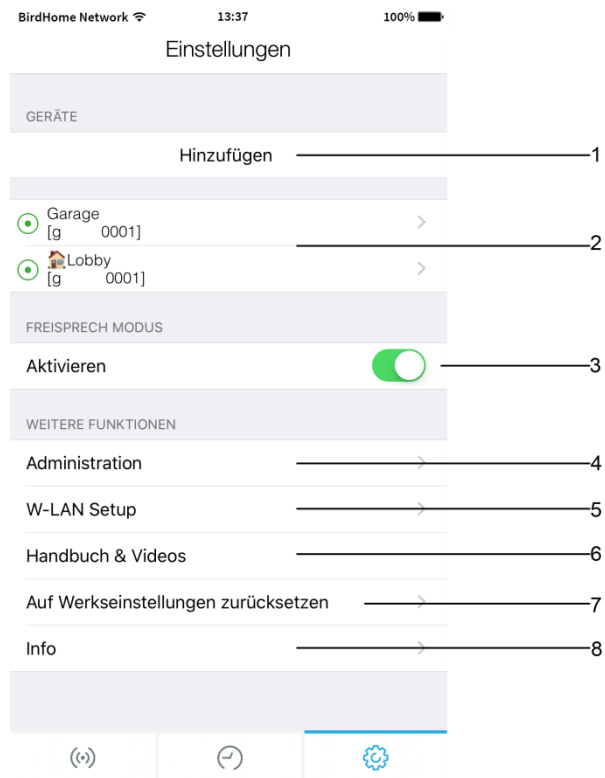 BirdHome Network 13:37 100%
Einstellungen
GERÄTE
Hinzufügen 1
Garage
[g 0001]
2
Lobby
[g 0001]
FREISPRECH MODUS
Aktivieren 3
WEITERE FUNKTIONEN
Administration 4
W-LAN Setup 5
Handbuch & Videos 6
Auf Werkseinstellungen zurücksetzen 7
Info 8